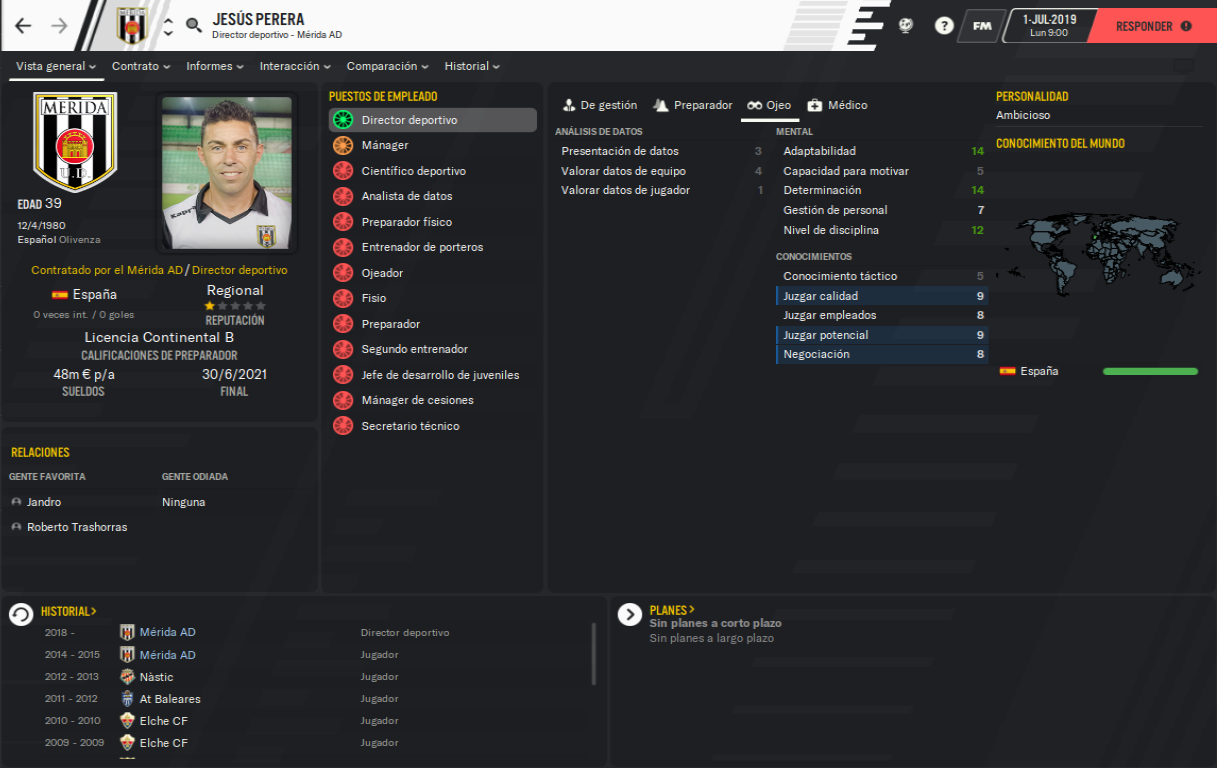 JESÚS PERERA
Director deportivo - Mérida AD
?
FM
1-JUL-2019
Lun 9:00
RESPONDER
Vista general
Contrato
Informes
Interacción
Comparación
Historial
MERIDA
U.D.
EDAD 39
12/4/1980
Español Olivenza
Kappa
Contratado por el Mérida AD / Director deportivo
España
0 veces int. / 0 goles
Regional
REPUTACIÓN
Licencia Continental B
CALIFICACIONES DE PREPARADOR
48m € p/a
SUELDOS
30/6/2021
FINAL
RELACIONES
GENTE FAVORITA
GENTE ODIADA
Jandro
Ninguna
Roberto Trashorras
PUESTOS DE EMPLEADO
Director deportivo
Mánager
Científico deportivo
Analista de datos
Preparador físico
Entrenador de porteros
Ojeador
Fisio
Preparador
Segundo entrenador
Jefe de desarrollo de juveniles
Mánager de cesiones
Secretario técnico
De gestión
Preparador
Ojeo
Médico
ANÁLISIS DE DATOS
Presentación de datos 3
Valorar datos de equipo 4
Valorar datos de jugador 1
MENTAL
Adaptabilidad 14
Capacidad para motivar 5
Determinación 14
Gestión de personal 7
Nivel de disciplina 12
CONOCIMIENTOS
Conocimiento táctico 5
Juzgar calidad 9
Juzgar empleados 8
Juzgar potencial 9
Negociación 8
PERSONALIDAD
Ambicioso
CONOCIMIENTO DEL MUNDO
España
HISTORIAL >
2018 - Mérida AD Director deportivo
2014 - 2015 Mérida AD Jugador
2012 - 2013 Nàstic Jugador
2011 - 2012 At Baleares Jugador
2010 - 2010 Elche CF Jugador
2009 - 2009 Elche CF Jugador
PLANES >
Sin planes a corto plazo
Sin planes a largo plazo